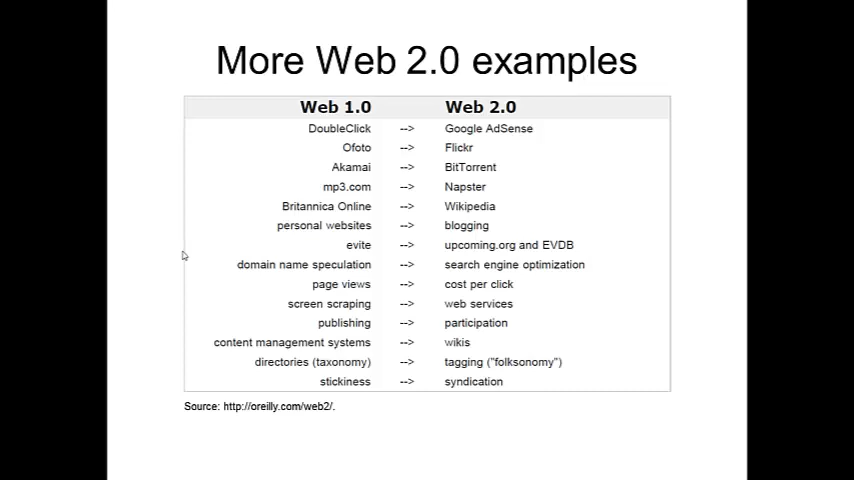 More Web 2.0 examples
Web 1.0 Web 2.0
DoubleClick --> Google AdSense
Ofoto --> Flickr
Akamai --> BitTorrent
mp3.com --> Napster
Britannica Online --> Wikipedia
personal websites --> blogging
evite --> upcoming.org and EVDB
domain name speculation --> search engine optimization
page views --> cost per click
screen scraping --> web services
publishing --> participation
content management systems --> wikis
directories (taxonomy) --> tagging ("folksonomy")
stickiness --> syndication
Source: http://oreilly.com/web2/.